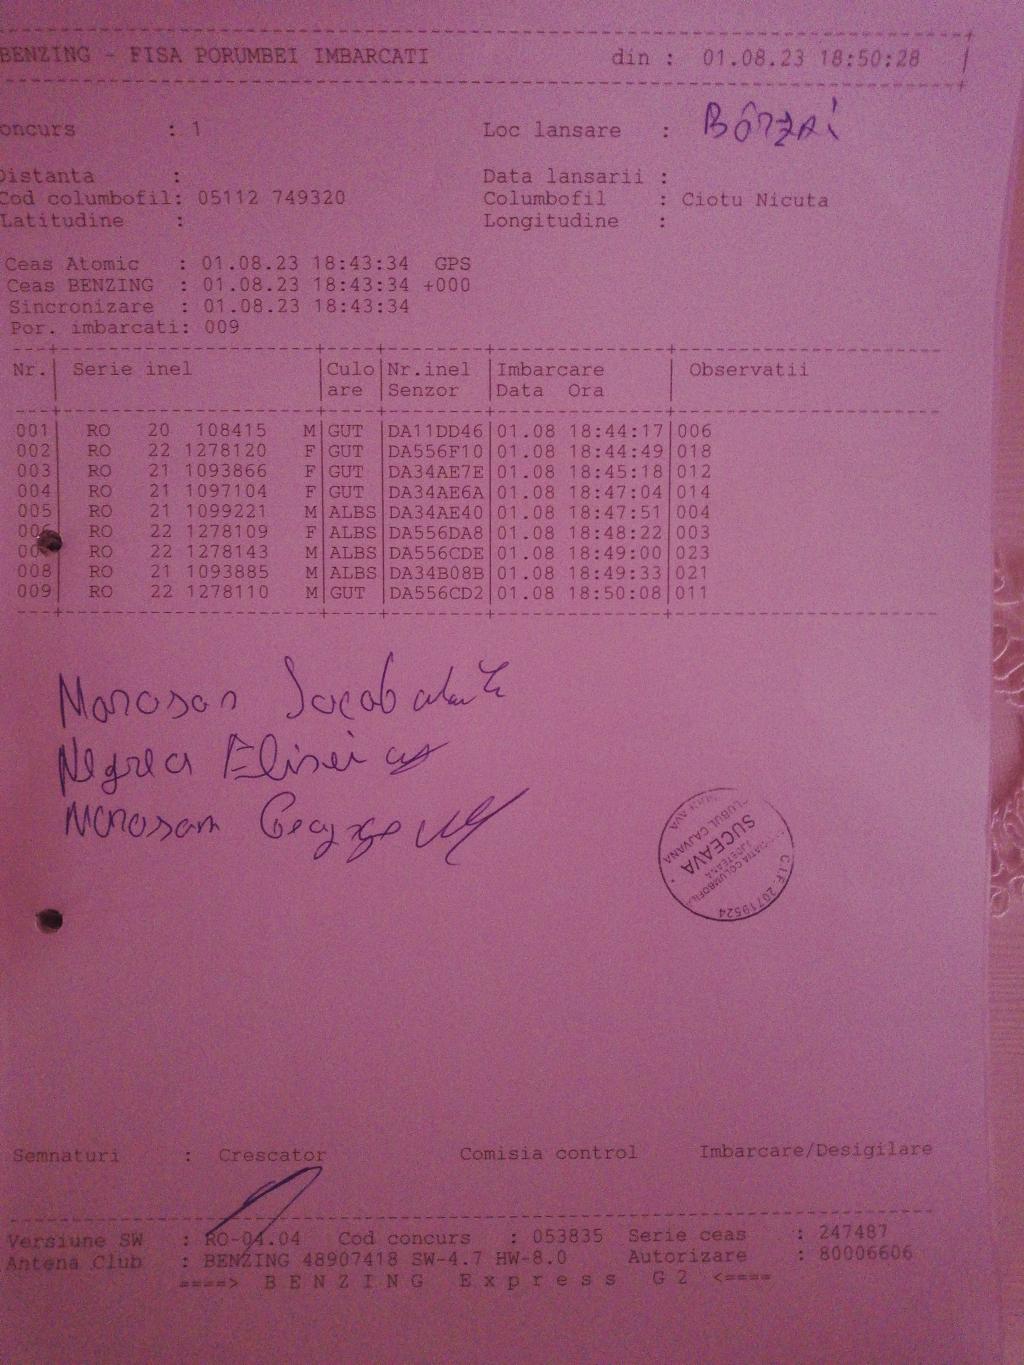 BENZING - FISA PORUMBEI IMBARCATI din : 01.08.23 18:50:28
oncurs : 1 Loc lansare :
Distanta : Data lansarii :
Cod columbofil: 05112 749320 Columbofil : Ciotu Nicuta
Latitudine : Longitudine :
Ceas Atomic : 01.08.23 18:43:34 GPS
Ceas BENZING : 01.08.23 18:43:34 +000
Sincronizare : 01.08.23 18:43:34
Por. imbarcati: 009
Nr. Serie inel Culo Nr.inel Imbarcare Observatii
are Senzor Data Ora
001 RO 20 108415 M GUT DA11DD46 01.08 18:44:17 006
002 RO 22 1278120 F GUT DA556F10 01.08 18:44:49 018
003 RO 21 1093866 F GUT DA34AE7E 01.08 18:45:18 012
004 RO 21 1097104 F GUT DA34AE6A 01.08 18:47:04 014
005 RO 21 1099221 M ALBS DA34AE40 01.08 18:47:51 004
006 RO 22 1278109 F ALBS DA556DA8 01.08 18:48:22 003
00 RO 22 1278143 M ALBS DA556CDE 01.08 18:49:00 023
008 RO 21 1093885 M ALBS DA34B08B 01.08 18:49:33 021
009 RO 22 1278110 M GUT DA556CD2 01.08 18:50:08 011
Morosan
Negrea Elisei
Morosan George
SUCEAVA
C.I.F. 20719524
Semnaturi : Crescator Comisia control Imbarcare/Desigilare
Versiune SW : RO-04.04 Cod concurs : 053835 Serie ceas : 247487
Antena Club : BENZING 48907418 SW-4.7 HW-8.0 Autorizare : 80006606
====> B E N Z I N G E x p r e s s G 2 <====